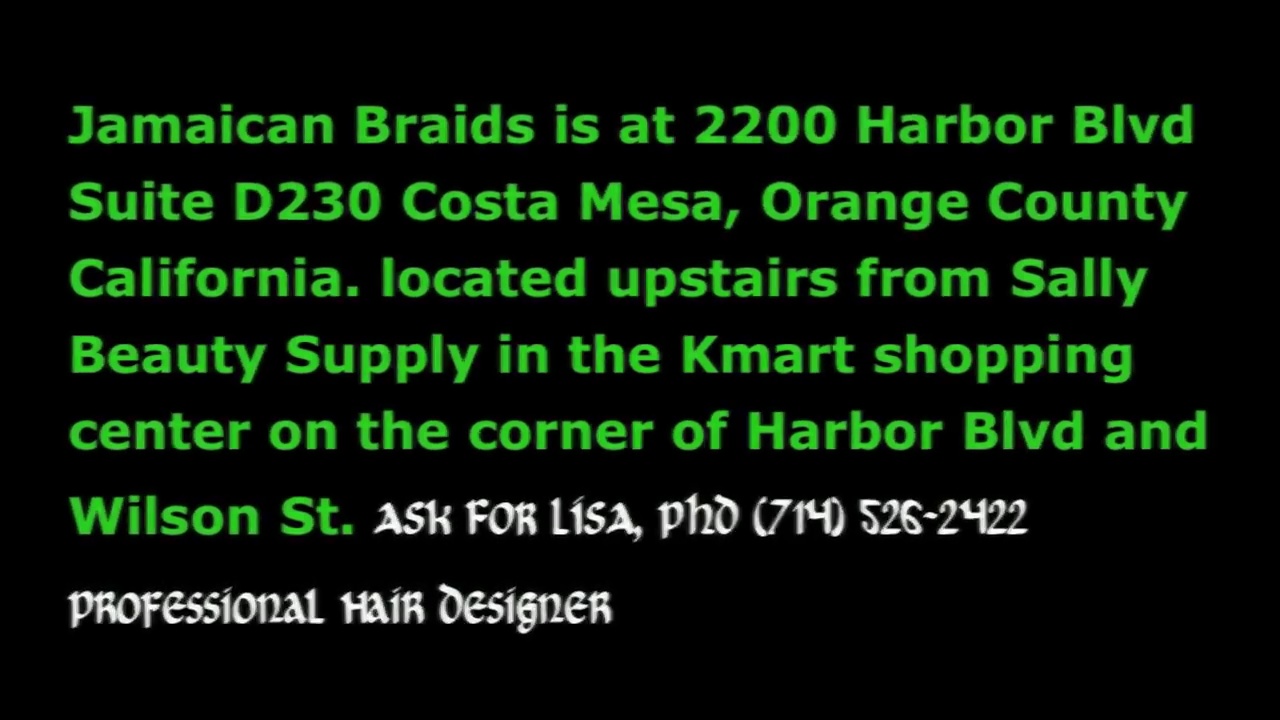 Jamaican Braids is at 2200 Harbor Blvd
Suite D230 Costa Mesa, Orange County
California. located upstairs from Sally
Beauty Supply in the Kmart shopping
center on the corner of Harbor Blvd and
Wilson St. Ask For Lisa, PhD (714) 526-2422
Professional Hair Designer